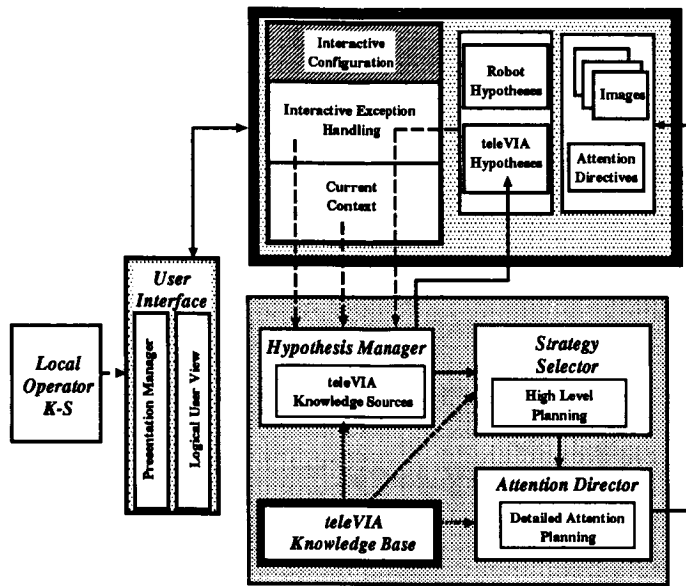 Interactive
Configuration
Interactive Exception
Handling
Current
Context
Robot
Hypotheses
teleVIA
Hypotheses
Images
Attention
Directives
User
Interface
Presentation Manager
Logical User View
Local
Operator
K-S
Hypothesis Manager
teleVIA
Knowledge Sources
Strategy
Selector
High Level
Planning
Attention Director
Detailed Attention
Planning
teleVIA
Knowledge Base